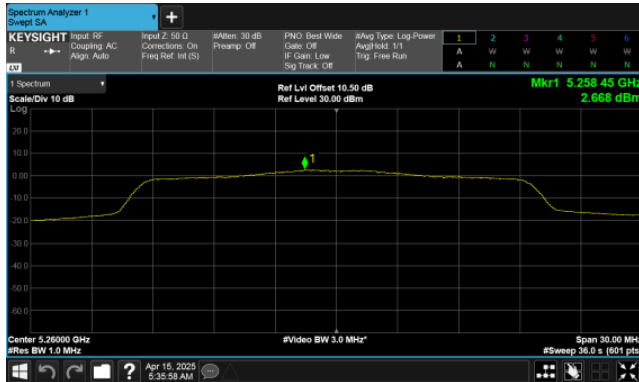 Spectrum Analyzer 1
Swept SA
+
KEYSIGHT
R
LXI
Input: RF
Coupling: AC
Align: Auto
Input Z: 50 Ω
Corrections: On
Freq Ref: Int (S)
#Atten: 30 dB
Preamp: Off
PNO: Best Wide
Gate: Off
IF Gain: Low
Sig Track: Off
#Avg Type: Log-Power
Avg|Hold: 1/1
Trig: Free Run
1 2 3 4 5 6
A W W W W W
A N N N N N
1 Spectrum
Scale/Div 10 dB
Ref Lvl Offset 10.50 dB
Ref Level 30.00 dBm
Mkr1 5.258 45 GHz
2.668 dBm
Log
20.0
10.0
0.00
-10.0
-20.0
-30.0
-40.0
-50.0
-60.0
1
Center 5.26000 GHz
#Res BW 1.0 MHz
#Video BW 3.0 MHz*
Span 30.00 MHz
#Sweep 36.0 s (601 pts
?
Apr 15, 2025
5:35:58 AM